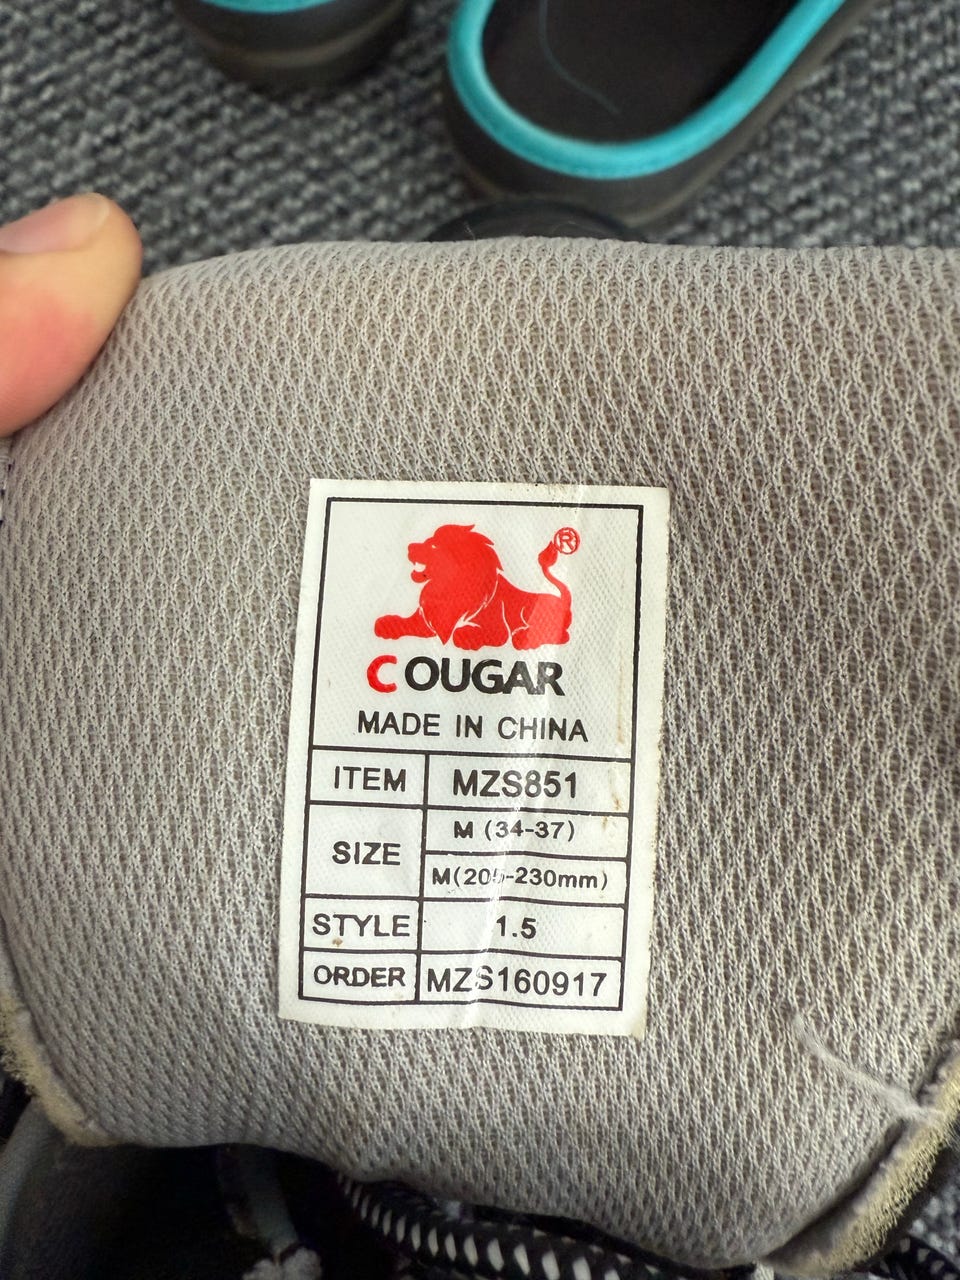 ®
COUGAR
MADE IN CHINA
ITEM MZS851
SIZE M (34-37)
M(205-230mm)
STYLE 1.5
ORDER MZS160917